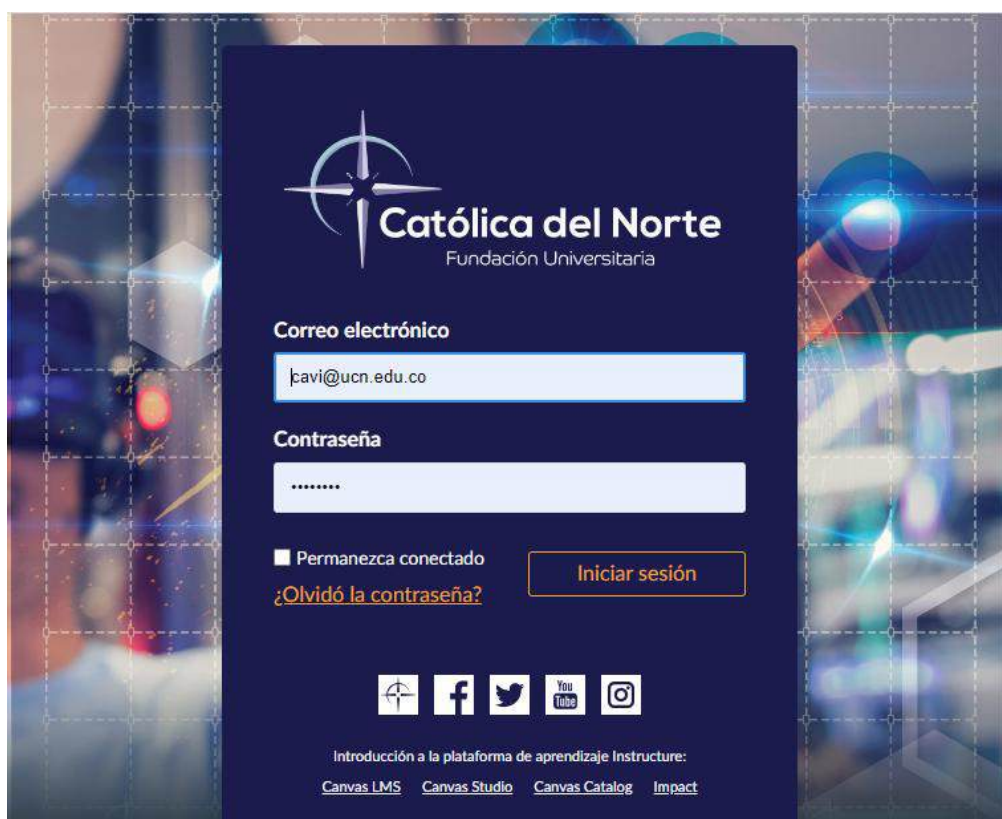 Católica del Norte
Fundación Universitaria
Correo electrónico
cavi@ucn.edu.co
Contraseña
••••••••
Permanezca conectado
Iniciar sesión
¿Olvidó la contraseña?
You
Tube
Introducción a la plataforma de aprendizaje Instructure:
Canvas LMS Canvas Studio Canvas Catalog Impact